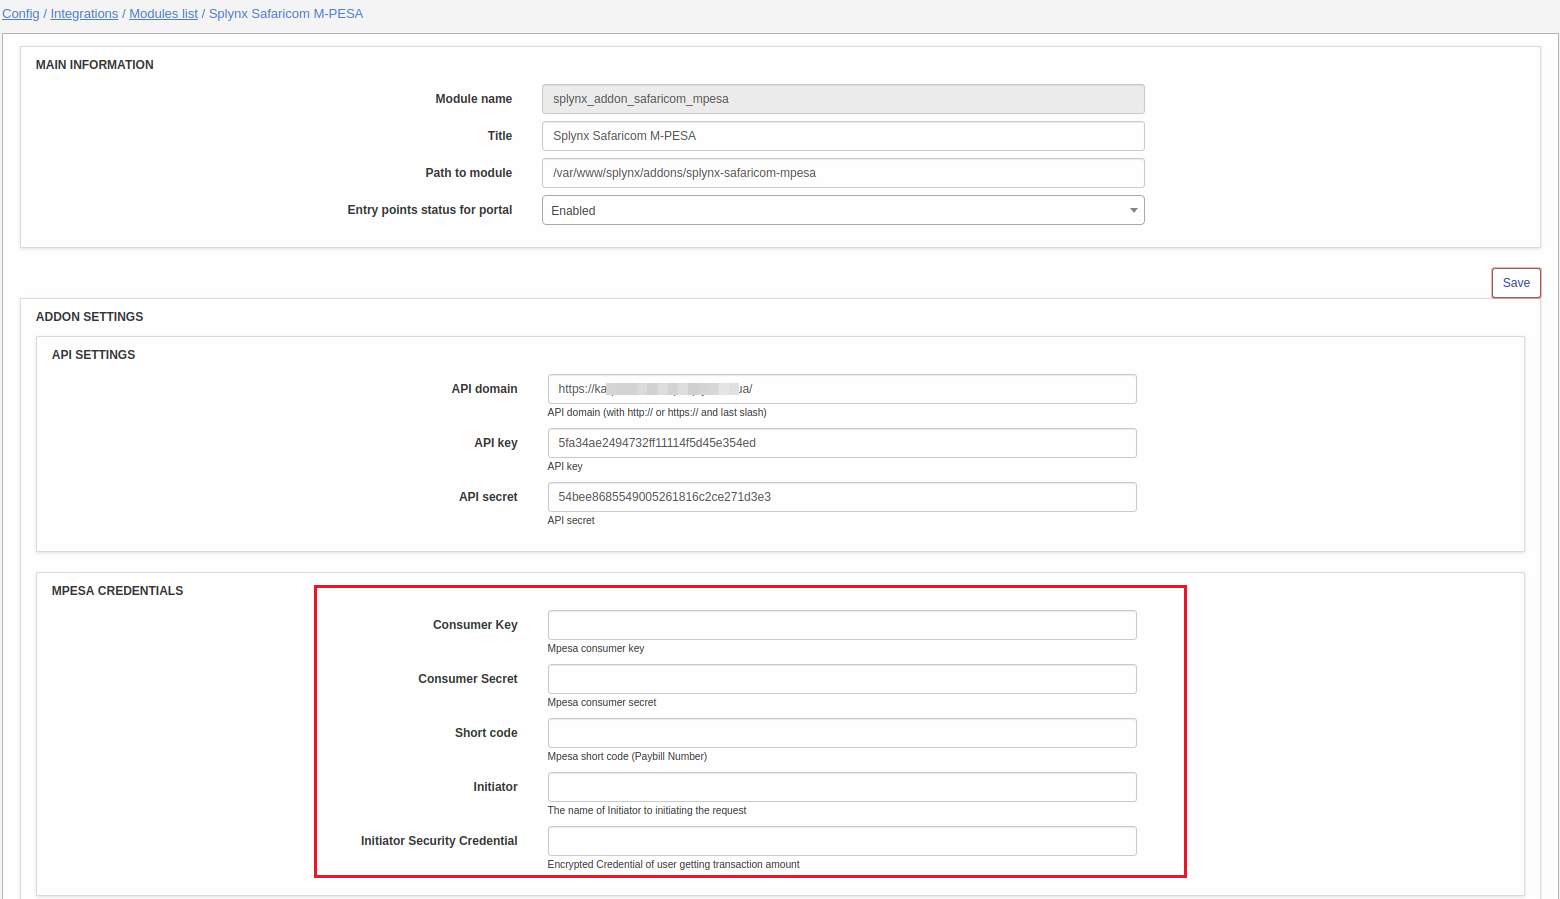 Config / Integrations / Modules list / Splynx Safaricom M-PESA
MAIN INFORMATION
Module name splynx_addon_safaricom_mpesa
Title Splynx Safaricom M-PESA
Path to module /var/www/splynx/addons/splynx-safaricom-mpesa
Entry points status for portal Enabled
Save
ADDON SETTINGS
API SETTINGS
API domain https://ka ua/
API domain (with http:// or https:// and last slash)
API key 5fa34ae2494732ff11114f5d45e354ed
API key
API secret 54bee8685549005261816c2ce271d3e3
API secret
MPESA CREDENTIALS
Consumer Key
Mpesa consumer key
Consumer Secret
Mpesa consumer secret
Short code
Mpesa short code (Paybill Number)
Initiator
The name of Initiator to initiating the request
Initiator Security Credential
Encrypted Credential of user getting transaction amount